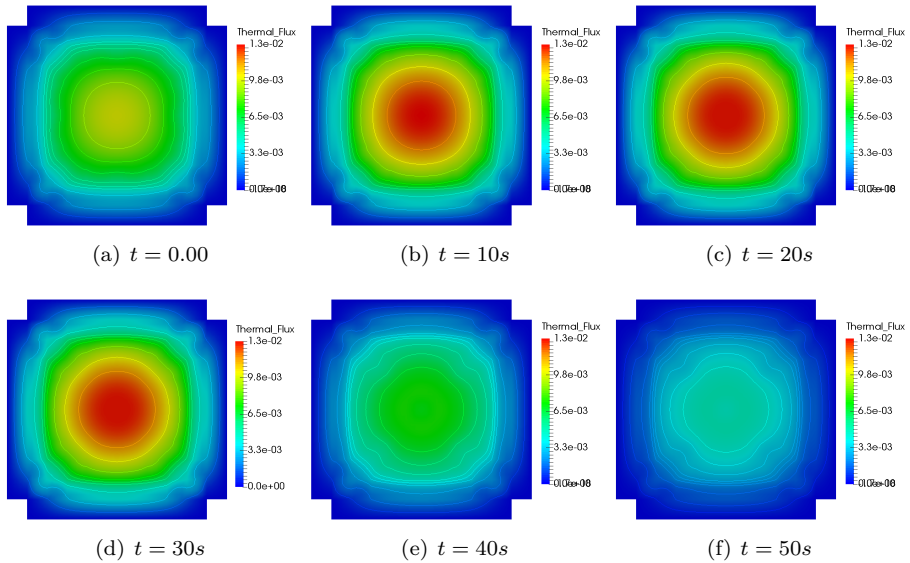 Thermal_Flux
1.3e-02
9.8e-03
6.5e-03
3.3e-03
(a) t = 0.00
Thermal_Flux
1.3e-02
9.8e-03
6.5e-03
3.3e-03
(b) t = 10s
Thermal_Flux
1.3e-02
9.8e-03
6.5e-03
3.3e-03
(c) t = 20s
Thermal_Flux
1.3e-02
9.8e-03
6.5e-03
3.3e-03
0.0e+00
(d) t = 30s
Thermal_Flux
1.3e-02
9.8e-03
6.5e-03
3.3e-03
(e) t = 40s
Thermal_Flux
1.3e-02
9.8e-03
6.5e-03
3.3e-03
(f) t = 50s